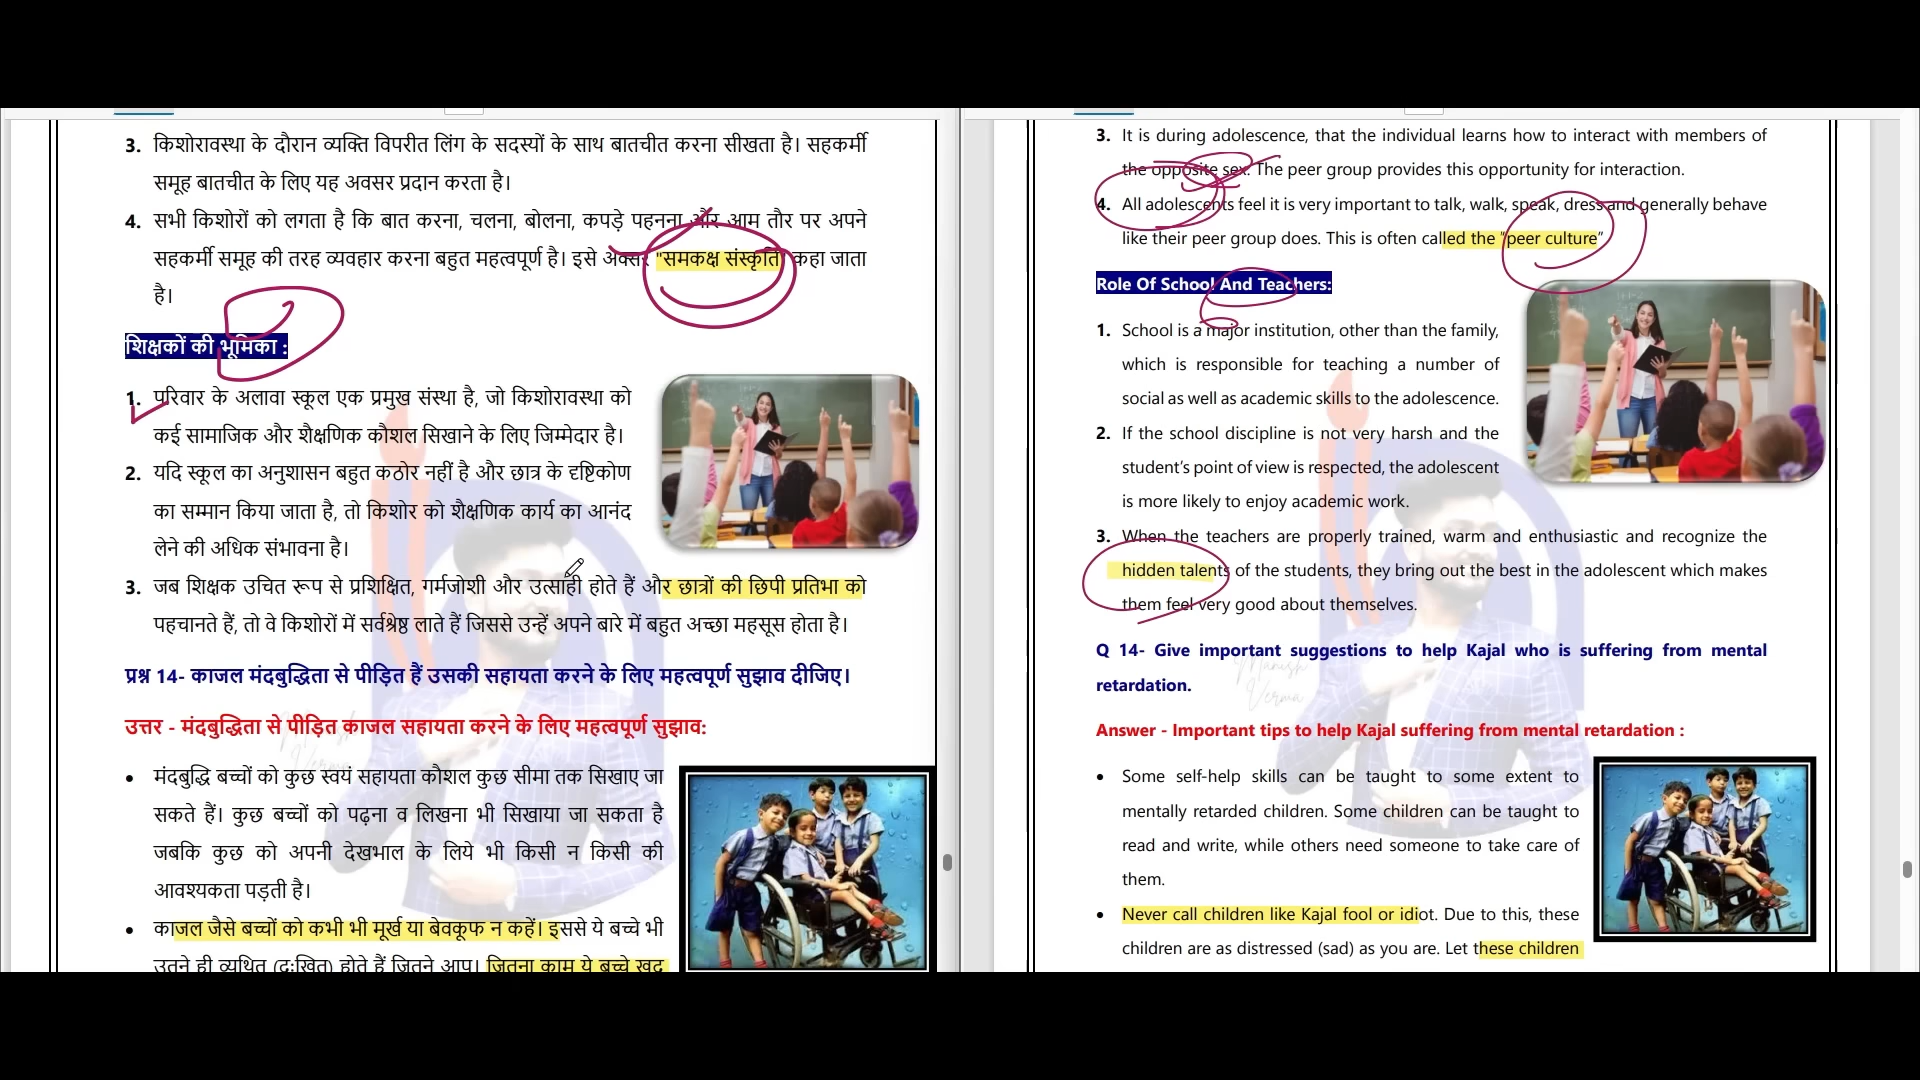 3. किशोरावस्था के दौरान व्यक्ति विपरीत लिंग के सदस्यों के साथ बातचीत करना सीखता है। सहकर्मी
समूह बातचीत के लिए यह अवसर प्रदान करता है।
4. सभी किशोरों को लगता है कि बात करना, चलना, बोलना, कपड़े पहनना और आम तौर पर अपने
सहकर्मी समूह की तरह व्यवहार करना बहुत महत्वपूर्ण है। इसे अक्सर "समकक्ष संस्कृति" कहा जाता
है।
शिक्षकों की भूमिका :
1. परिवार के अलावा स्कूल एक प्रमुख संस्था है, जो किशोरावस्था को
कई सामाजिक और शैक्षणिक कौशल सिखाने के लिए जिम्मेदार है।
2. यदि स्कूल का अनुशासन बहुत कठोर नहीं है और छात्र के दृष्टिकोण
का सम्मान किया जाता है, तो किशोर को शैक्षणिक कार्य का आनंद
लेने की अधिक संभावना है।
3. जब शिक्षक उचित रूप से प्रशिक्षित, गर्मजोशी और उत्साही होते हैं और छात्रों की छिपी प्रतिभा को
पहचानते हैं, तो वे किशोरों में सर्वश्रेष्ठ लाते हैं जिससे उन्हें अपने बारे में बहुत अच्छा महसूस होता है।
प्रश्न 14- काजल मंदबुद्धिता से पीड़ित हैं उसकी सहायता करने के लिए महत्वपूर्ण सुझाव दीजिए।
उत्तर - मंदबुद्धिता से पीड़ित काजल सहायता करने के लिए महत्वपूर्ण सुझाव:
• मंदबुद्धि बच्चों को कुछ स्वयं सहायता कौशल कुछ सीमा तक सिखाए जा
सकते हैं। कुछ बच्चों को पढ़ना व लिखना भी सिखाया जा सकता है
जबकि कुछ को अपनी देखभाल के लिये भी किसी न किसी की
आवश्यकता पड़ती है।
• काजल जैसे बच्चों को कभी भी मूर्ख या बेवकूफ न कहें। इससे ये बच्चे भी
उतने ही व्यथित (दुःखित) होते हैं जितने आप। जितना काम ये बच्चे खुद
3. It is during adolescence, that the individual learns how to interact with members of
the opposite sex. The peer group provides this opportunity for interaction.
4. All adolescents feel it is very important to talk, walk, speak, dress and generally behave
like their peer group does. This is often called the "peer culture"
Role Of School And Teachers:
1. School is a major institution, other than the family,
which is responsible for teaching a number of
social as well as academic skills to the adolescence.
2. If the school discipline is not very harsh and the
student's point of view is respected, the adolescent
is more likely to enjoy academic work.
3. When the teachers are properly trained, warm and enthusiastic and recognize the
hidden talents of the students, they bring out the best in the adolescent which makes
them feel very good about themselves.
Q 14- Give important suggestions to help Kajal who is suffering from mental
retardation.
Answer - Important tips to help Kajal suffering from mental retardation :
• Some self-help skills can be taught to some extent to
mentally retarded children. Some children can be taught to
read and write, while others need someone to take care of
them.
• Never call children like Kajal fool or idiot. Due to this, these
children are as distressed (sad) as you are. Let these children
Manish
Verma